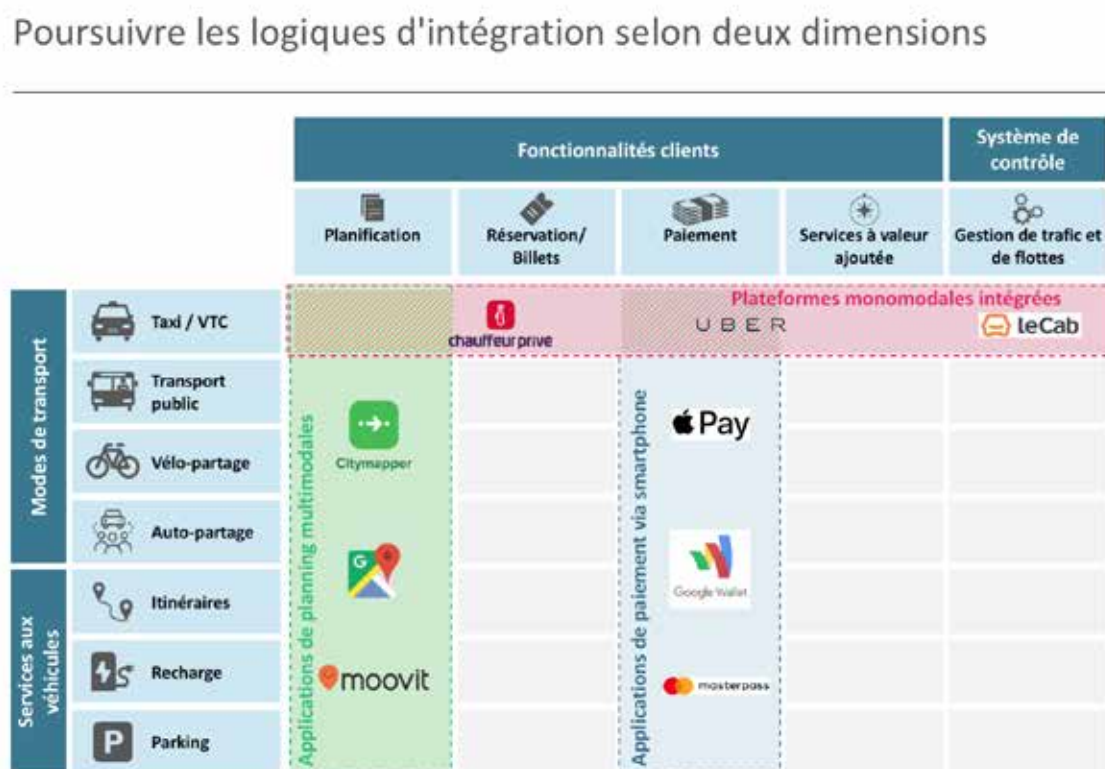 Poursuivre les logiques d'intégration selon deux dimensions
Fonctionnalités clients
Système de
contrôle
Planification
Réservation/
Billets
Paiement
Services à valeur
ajoutée
Gestion de trafic et
de flottes
Modes de transport
Taxi / VTC
Plateformes monomodales intégrées
chauffeur privé
UBER
leCab
Transport
public
Vélo-partage
Auto-partage
Services aux
véhicules
Itinéraires
Recharge
P
Parking
Applications de planning multimodales
Citymapper
G
moovit
Applications de paiement via smartphone
Pay
Google Wallet
masterpass